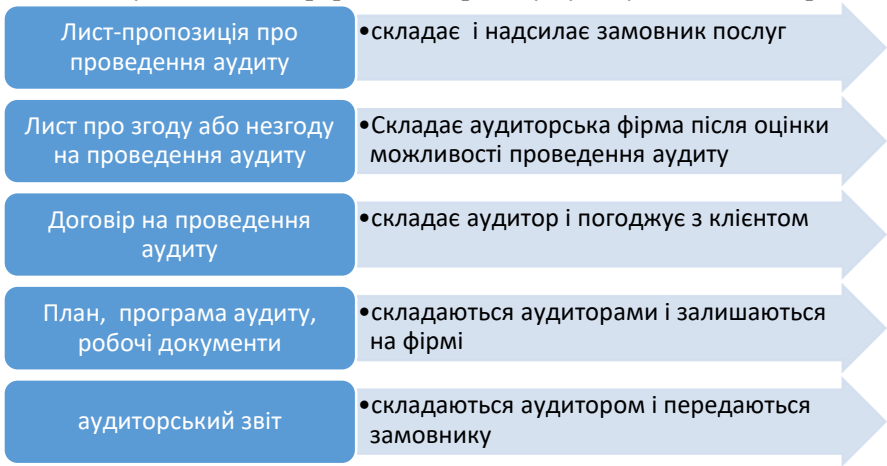 Лист-пропозиція про
проведення аудиту
•складає і надсилає замовник послуг
Лист про згоду або незгоду
на проведення аудиту
•Складає аудиторська фірма після оцінки
можливості проведення аудиту
Договір на проведення
аудиту
•складає аудитор і погоджує з клієнтом
План, програма аудиту,
робочі документи
•складаються аудиторами і залишаються
на фірмі
аудиторський звіт
•складаються аудитором і передаються
замовнику